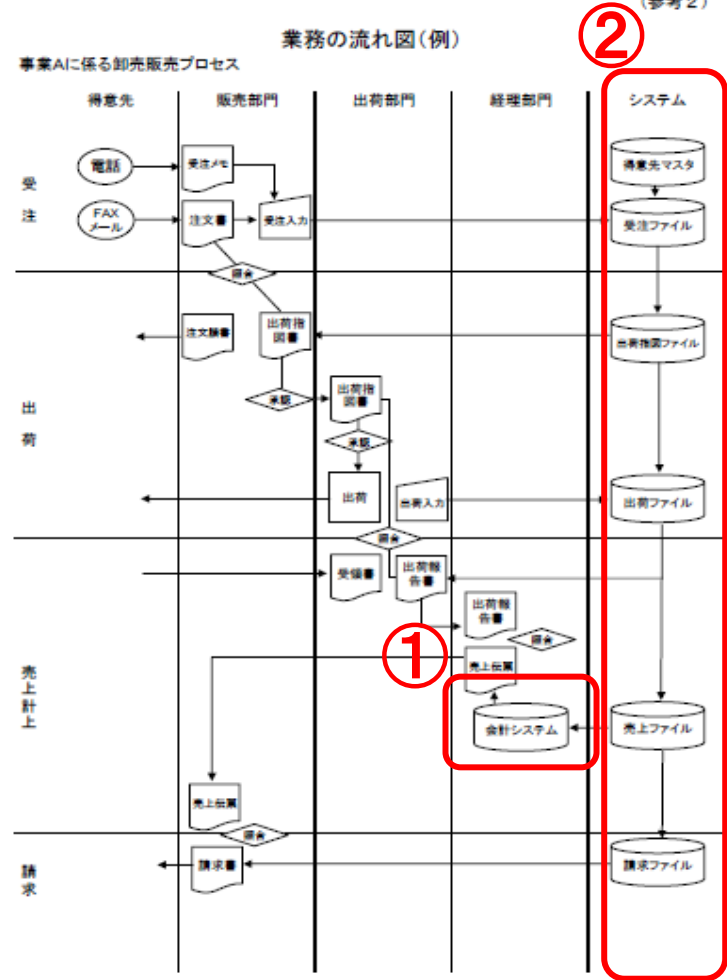 (参考2)
業務の流れ図(例)
②
事業Aに係る卸売販売プロセス
得意先
販売部門
出荷部門
経理部門
システム
受注
電話
受注メモ
得意先マスタ
FAX
メール
注文書
受注入力
受注ファイル
照合
出荷
注文請書
出荷指
図書
出荷指図ファイル
承認
出荷指
図書
承認
出荷
出荷入力
出荷ファイル
照合
売上計上
受領書
出荷報
告書
出荷報
告書
照合
①
売上伝票
会計システム
売上ファイル
売上伝票
照合
請求
請求書
請求ファイル